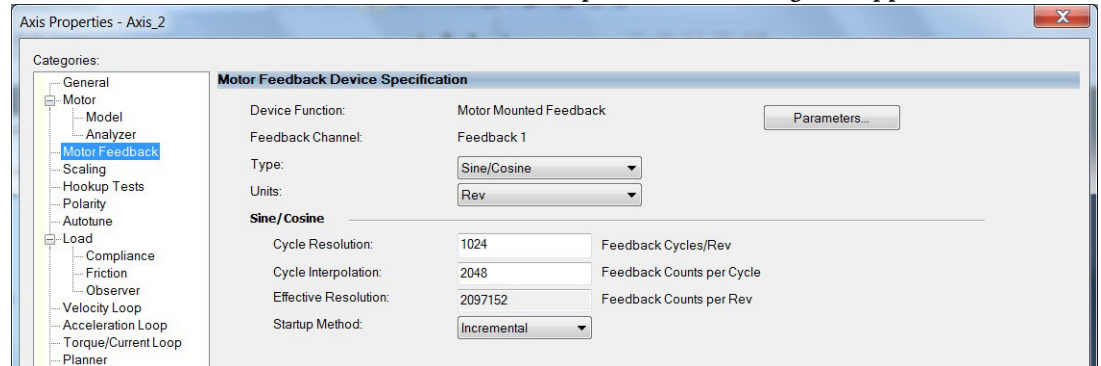 Axis Properties - Axis_2
X
Categories:
General
Motor
Model
Analyzer
Motor Feedback
Scaling
Hookup Tests
Polarity
Autotune
Load
Compliance
Friction
Observer
Velocity Loop
Acceleration Loop
Torque/Current Loop
Planner
Motor Feedback Device Specification
Device Function: Motor Mounted Feedback Parameters...
Feedback Channel: Feedback 1
Type: Sine/Cosine
Units: Rev
Sine/Cosine
Cycle Resolution: 1024 Feedback Cycles/Rev
Cycle Interpolation: 2048 Feedback Counts per Cycle
Effective Resolution: 2097152 Feedback Counts per Rev
Startup Method: Incremental